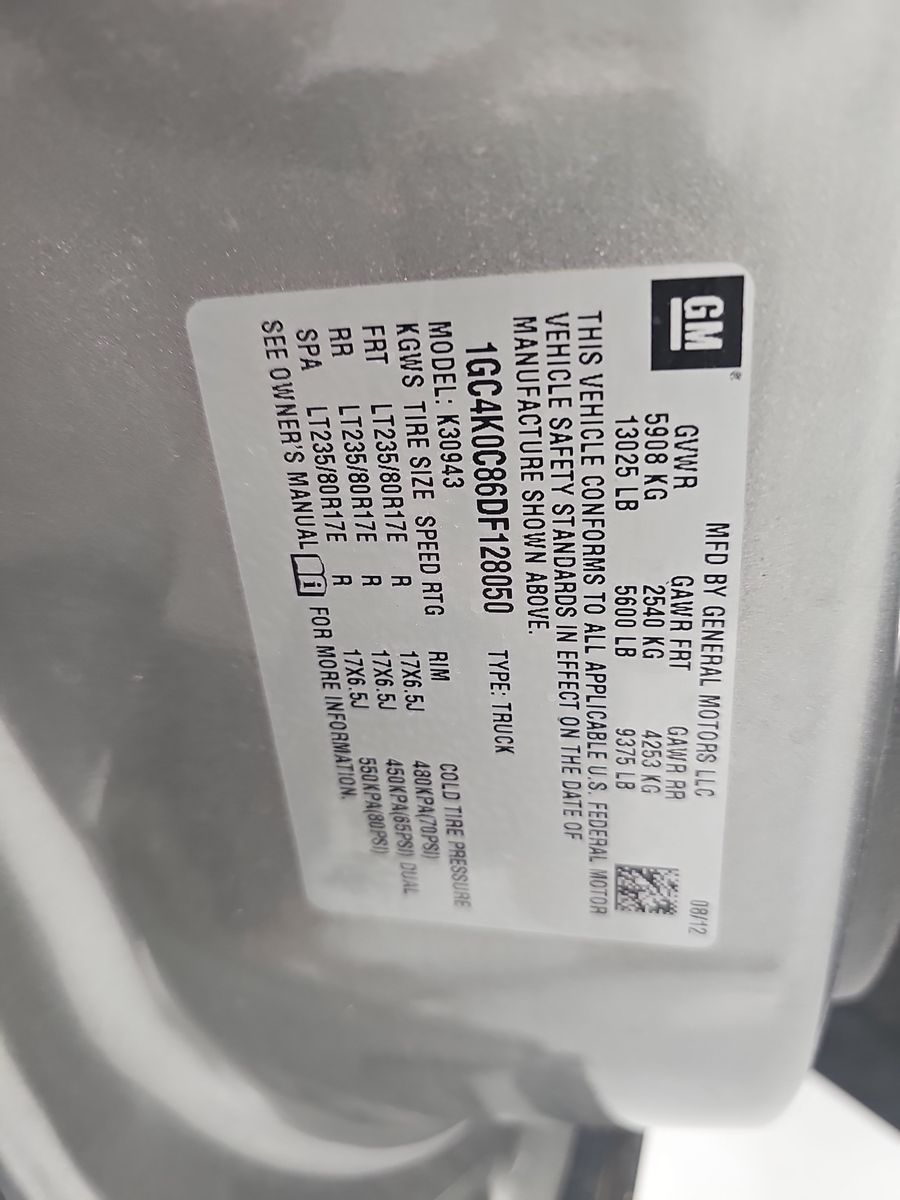 GM®
MFD BY GENERAL MOTORS LLC 08/12
GVWR GAWR FRT GAWR RR
5908 KG 2540 KG 4253 KG
13025 LB 5600 LB 9375 LB
THIS VEHICLE CONFORMS TO ALL APPLICABLE U.S. FEDERAL MOTOR
VEHICLE SAFETY STANDARDS IN EFFECT ON THE DATE OF
MANUFACTURE SHOWN ABOVE.
1GC4K0C86DF128050 TYPE: TRUCK
MODEL: K30943
KGWS TIRE SIZE SPEED RTG RIM COLD TIRE PRESSURE
FRT LT235/80R17E R 17X6.5J 480KPA(70PSI)
RR LT235/80R17E R 17X6.5J 450KPA(65PSI) DUAL
SPA LT235/80R17E R 17X6.5J 550KPA(80PSI)
SEE OWNER'S MANUAL i FOR MORE INFORMATION.